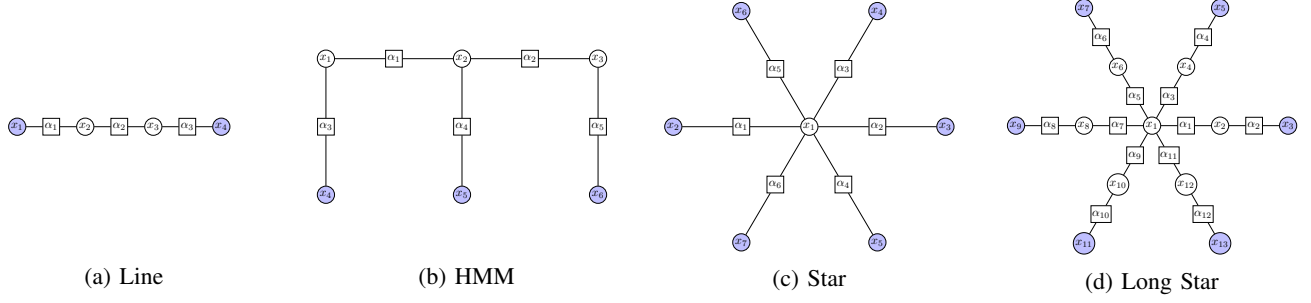 x₁ α₁ x₂ α₂ x₃ α₃ x₄
(a) Line
x₁ α₁ x₂ α₂ x₃
α₃ α₄ α₅
x₄ x₅ x₆
(b) HMM
x₆ x₄
α₅ α₃
x₂ α₁ x₁ α₂ x₃
α₆ α₄
x₇ x₅
(c) Star
x₇ x₅
α₆ α₄
x₆ x₄
α₅ α₃
x₉ α₈ x₈ α₇ x₁ α₁ x₂ α₂ x₃
α₉ α₁₁
x₁₀ x₁₂
α₁₀ α₁₂
x₁₁ x₁₃
(d) Long Star